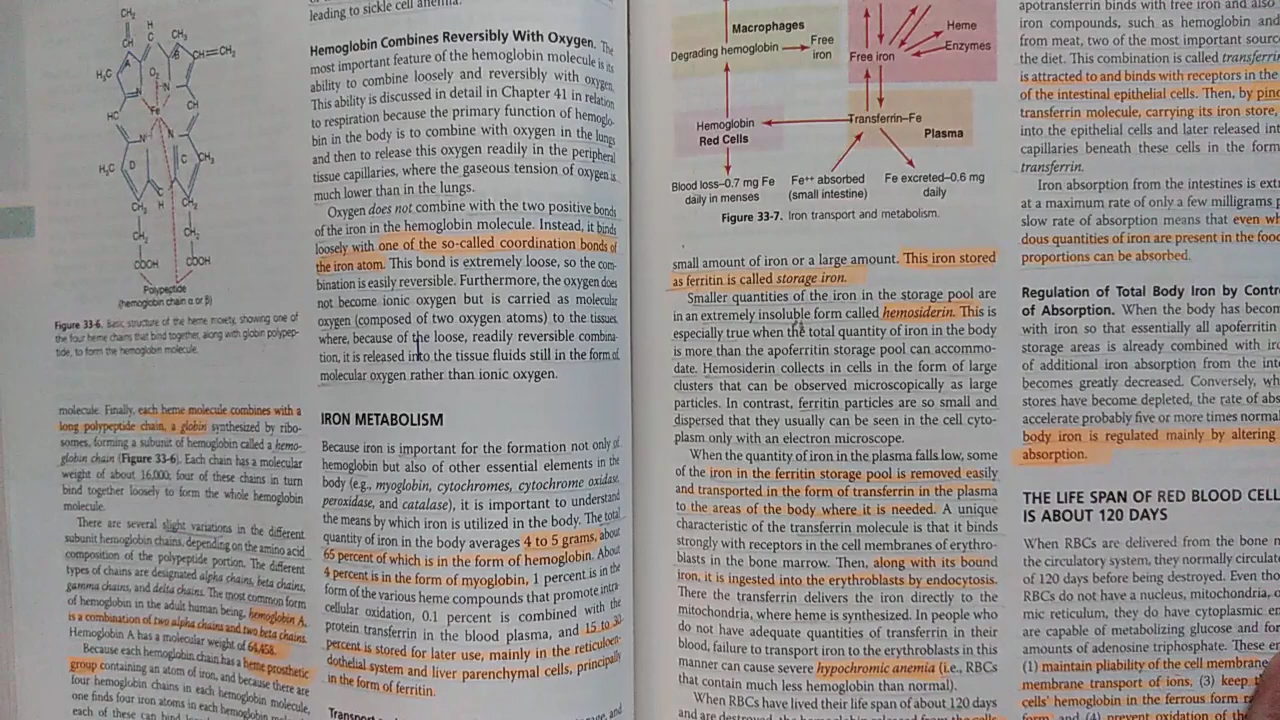 CH₂
CH
H
C
CH₃
CH=CH₂
A
B
H₃C
O₂
N
N
Fe
HC
CH
N
N
D
C
H₃C
CH₃
C
H
CH₂
CH₂
CH₂
CH₂
COOH
COOH
Polypeptide
(hemoglobin chain α or β)
Figure 33-6. Basic structure of the heme moiety, showing one of
the four heme chains that bind together, along with globin polypep-
tide, to form the hemoglobin molecule.
molecule. Finally, each heme molecule combines with a
long polypeptide chain, a globin synthesized by ribo-
somes, forming a subunit of hemoglobin called a hemo-
globin chain (Figure 33-6). Each chain has a molecular
weight of about 16,000; four of these chains in turn
bind together loosely to form the whole hemoglobin
molecule.
There are several slight variations in the different
subunit hemoglobin chains, depending on the amino acid
composition of the polypeptide portion. The different
types of chains are designated alpha chains, beta chains,
gamma chains, and delta chains. The most common form
of hemoglobin in the adult human being, hemoglobin A,
is a combination of two alpha chains and two beta chains.
Hemoglobin A has a molecular weight of 64,458.
Because each hemoglobin chain has a heme prosthetic
group containing an atom of iron, and because there are
four hemoglobin chains in each hemoglobin molecule,
one finds four iron atoms in each hemoglobin
each of these can bind
leading to sickle cell anemia.
Hemoglobin Combines Reversibly With Oxygen. The
most important feature of the hemoglobin molecule is its
ability to combine loosely and reversibly with oxygen.
This ability is discussed in detail in Chapter 41 in relation
to respiration because the primary function of hemoglo-
bin in the body is to combine with oxygen in the lungs
and then to release this oxygen readily in the peripheral
tissue capillaries, where the gaseous tension of oxygen is
much lower than in the lungs.
Oxygen does not combine with the two positive bonds
of the iron in the hemoglobin molecule. Instead, it binds
loosely with one of the so-called coordination bonds of
the iron atom. This bond is extremely loose, so the com-
bination is easily reversible. Furthermore, the oxygen does
not become ionic oxygen but is carried as molecular
oxygen (composed of two oxygen atoms) to the tissues,
where, because of the loose, readily reversible combina-
tion, it is released into the tissue fluids still in the form of
molecular oxygen rather than ionic oxygen.
IRON METABOLISM
Because iron is important for the formation not only of
hemoglobin but also of other essential elements in the
body (e.g., myoglobin, cytochromes, cytochrome oxidase,
peroxidase, and catalase), it is important to understand
the means by which iron is utilized in the body. The total
quantity of iron in the body averages 4 to 5 grams, about
65 percent of which is in the form of hemoglobin. About
4 percent is in the form of myoglobin, 1 percent is in the
form of the various heme compounds that promote intra-
cellular oxidation, 0.1 percent is combined with the
protein transferrin in the blood plasma, and 15 to 30
percent is stored for later use, mainly in the reticuloen-
dothelial system and liver parenchymal cells, principally
in the form of ferritin.
Macrophages
Degrading hemoglobin
Free
iron
Heme
Enzymes
Free iron
Hemoglobin
Red Cells
Transferrin–Fe
Plasma
Blood loss–0.7 mg Fe
daily in menses
Fe⁺⁺ absorbed
(small intestine)
Fe excreted–0.6 mg
daily
Figure 33-7. Iron transport and metabolism.
small amount of iron or a large amount. This iron stored
as ferritin is called storage iron.
Smaller quantities of the iron in the storage pool are
in an extremely insoluble form called hemosiderin. This is
especially true when the total quantity of iron in the body
is more than the apoferritin storage pool can accommo-
date. Hemosiderin collects in cells in the form of large
clusters that can be observed microscopically as large
particles. In contrast, ferritin particles are so small and
dispersed that they usually can be seen in the cell cyto-
plasm only with an electron microscope.
When the quantity of iron in the plasma falls low, some
of the iron in the ferritin storage pool is removed easily
and transported in the form of transferrin in the plasma
to the areas of the body where it is needed. A unique
characteristic of the transferrin molecule is that it binds
strongly with receptors in the cell membranes of erythro-
blasts in the bone marrow. Then, along with its bound
iron, it is ingested into the erythroblasts by endocytosis.
There the transferrin delivers the iron directly to the
mitochondria, where heme is synthesized. In people who
do not have adequate quantities of transferrin in their
blood, failure to transport iron to the erythroblasts in this
manner can cause severe hypochromic anemia (i.e., RBCs
that contain much less hemoglobin than normal).
When RBCs have lived their life span of about 120 days
and are destroyed,
apotransferrin binds with free iron and also
iron compounds, such as hemoglobin and
from meat, two of the most important
the diet. This combination is called
is attracted to and binds with receptors in the
of the intestinal epithelial cells. Then, by
transferrin molecule, carrying its iron store,
into the epithelial cells and later released
capillaries beneath these cells in the form
transferrin.
Iron absorption from the intestines is
at a maximum rate of only a few milligrams
slow rate of absorption means that even
dous quantities of iron are present in the
proportions can be absorbed.
Regulation of Total Body Iron by
of Absorption. When the body has
with iron so that essentially all apoferritin
storage areas is already combined with
of additional iron absorption from the
becomes greatly decreased. Conversely,
stores have become depleted, the rate of
accelerate probably five or more times
body iron is regulated mainly by altering
absorption.
THE LIFE SPAN OF RED BLOOD CELL
IS ABOUT 120 DAYS
When RBCs are delivered from the bone
the circulatory system, they normally
of 120 days before being destroyed. Even
RBCs do not have a nucleus, mitochondria,
mic reticulum, they do have cytoplasmic
are capable of metabolizing glucose and
amounts of adenosine triphosphate. These
(1) maintain pliability of the cell membrane
membrane transport of ions, (3) keep
cells' hemoglobin in the ferrous form
form, and (4) prevent oxidation of the